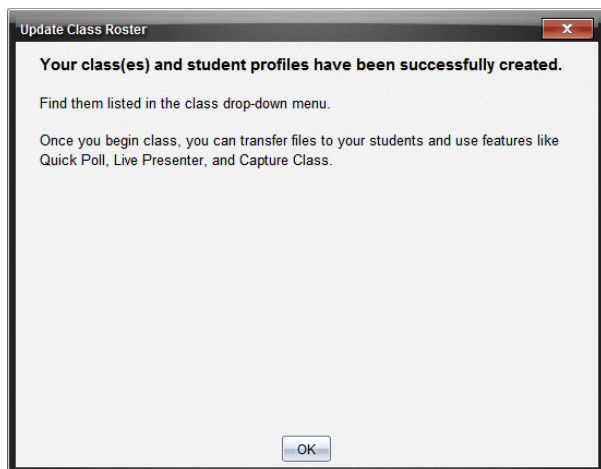 Update Class Roster
X
Your class(es) and student profiles have been successfully created.
Find them listed in the class drop-down menu.
Once you begin class, you can transfer files to your students and use features like
Quick Poll, Live Presenter, and Capture Class.
OK